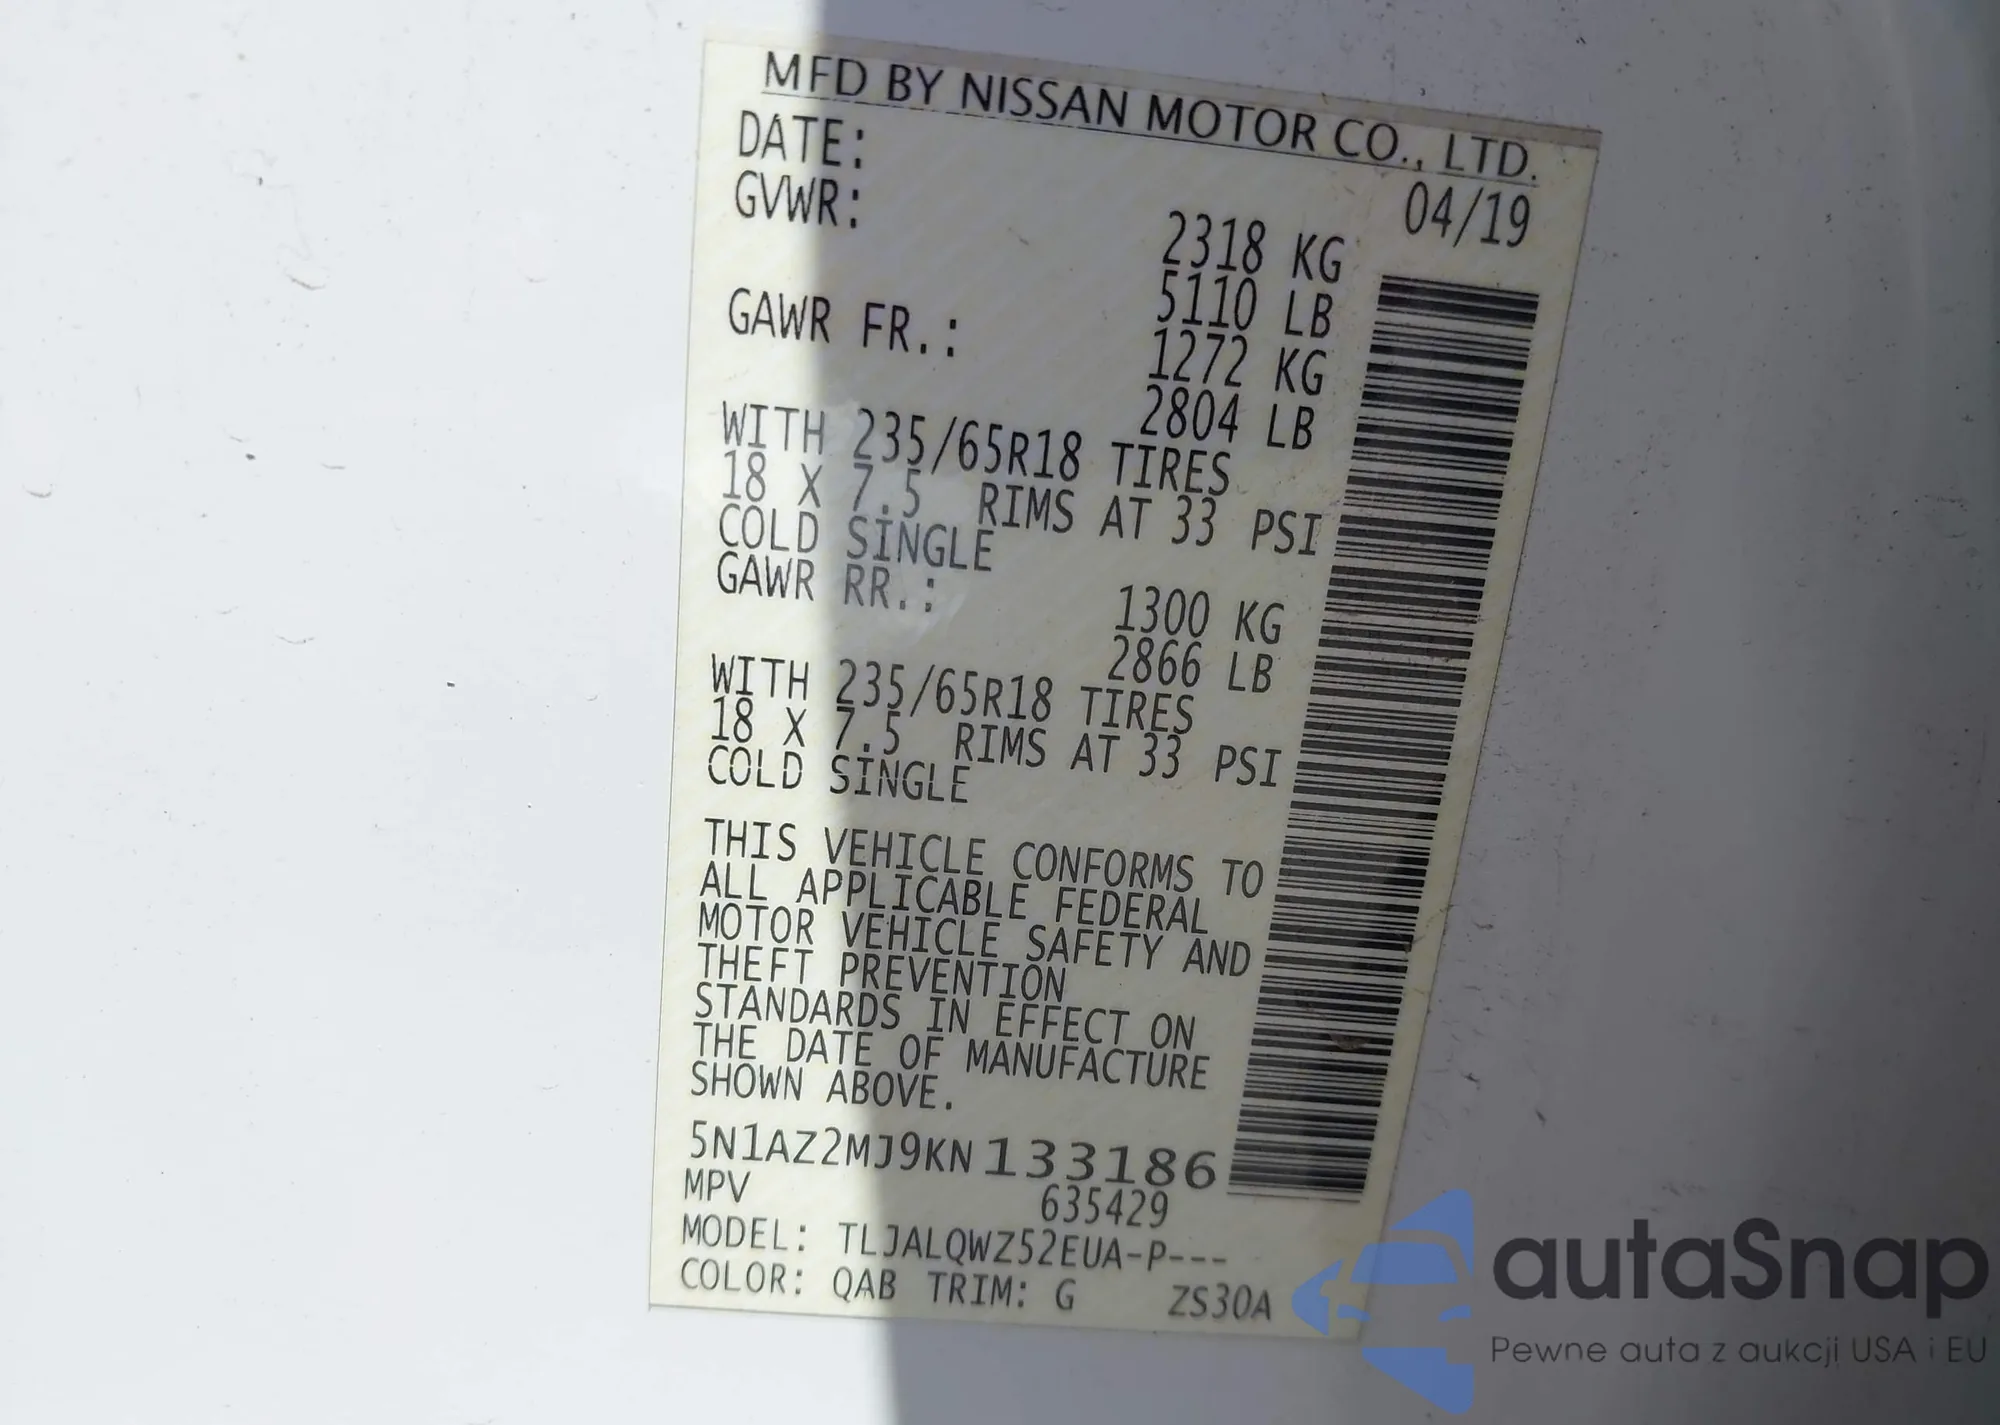 MFD BY NISSAN MOTOR CO., LTD.
DATE: 04/19
GVWR: 2318 KG
5110 LB
GAWR FR.: 1272 KG
2804 LB
WITH 235/65R18 TIRES
18 X 7.5 RIMS AT 33 PSI
COLD SINGLE
GAWR RR.: 1300 KG
2866 LB
WITH 235/65R18 TIRES
18 X 7.5 RIMS AT 33 PSI
COLD SINGLE
THIS VEHICLE CONFORMS TO
ALL APPLICABLE FEDERAL
MOTOR VEHICLE SAFETY AND
THEFT PREVENTION
STANDARDS IN EFFECT ON
THE DATE OF MANUFACTURE
SHOWN ABOVE.
5N1AZ2MJ9KN133186
MPV 635429
MODEL: TLJALQWZ52EUA-P---
COLOR: QAB TRIM: G ZS30A
autaSnap
Pewne auta z aukcji USA i EU